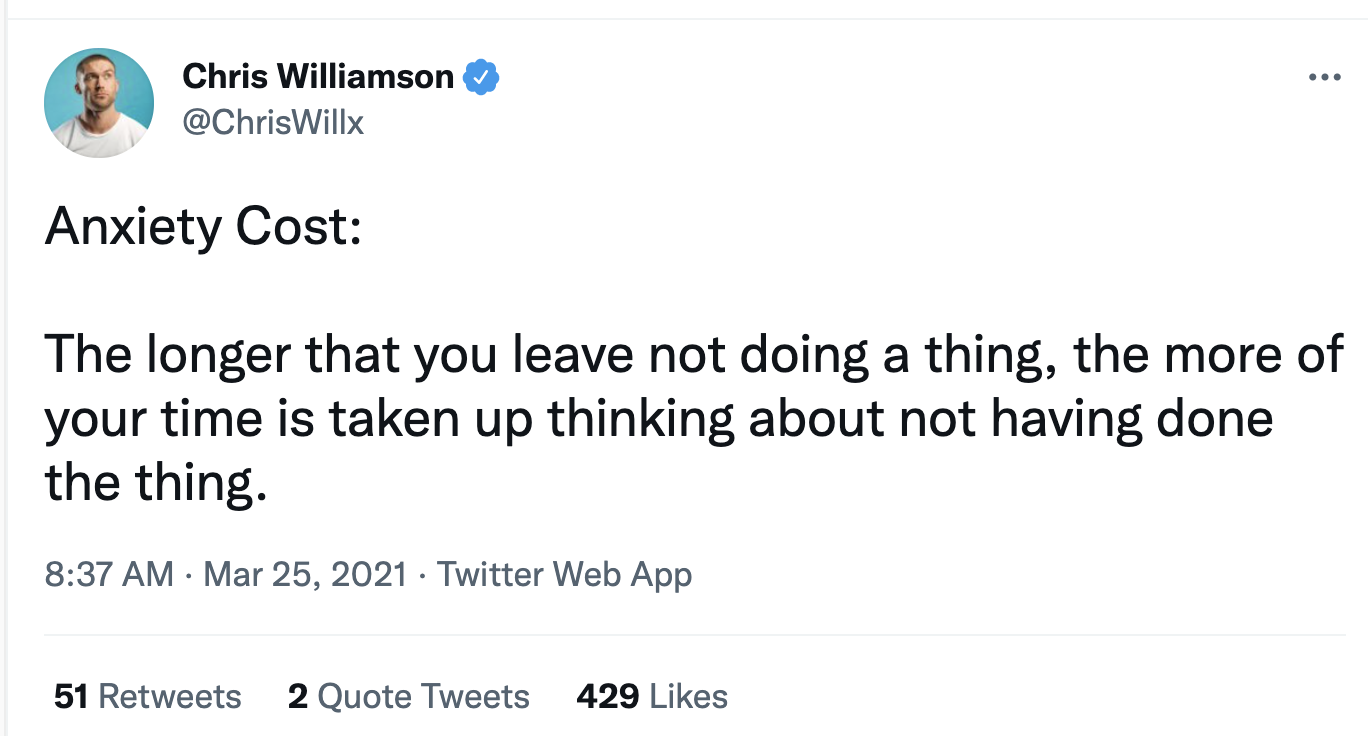 Chris Williamson
@ChrisWillx
Anxiety Cost:
The longer that you leave not doing a thing, the more of
your time is taken up thinking about not having done
the thing.
8:37 AM · Mar 25, 2021 · Twitter Web App
51 Retweets 2 Quote Tweets 429 Likes